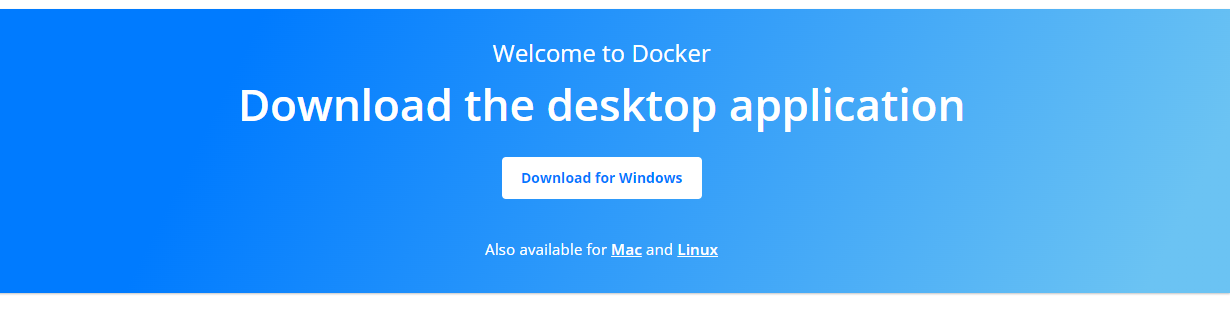 Welcome to Docker
Download the desktop application
Download for Windows
Also available for Mac and Linux